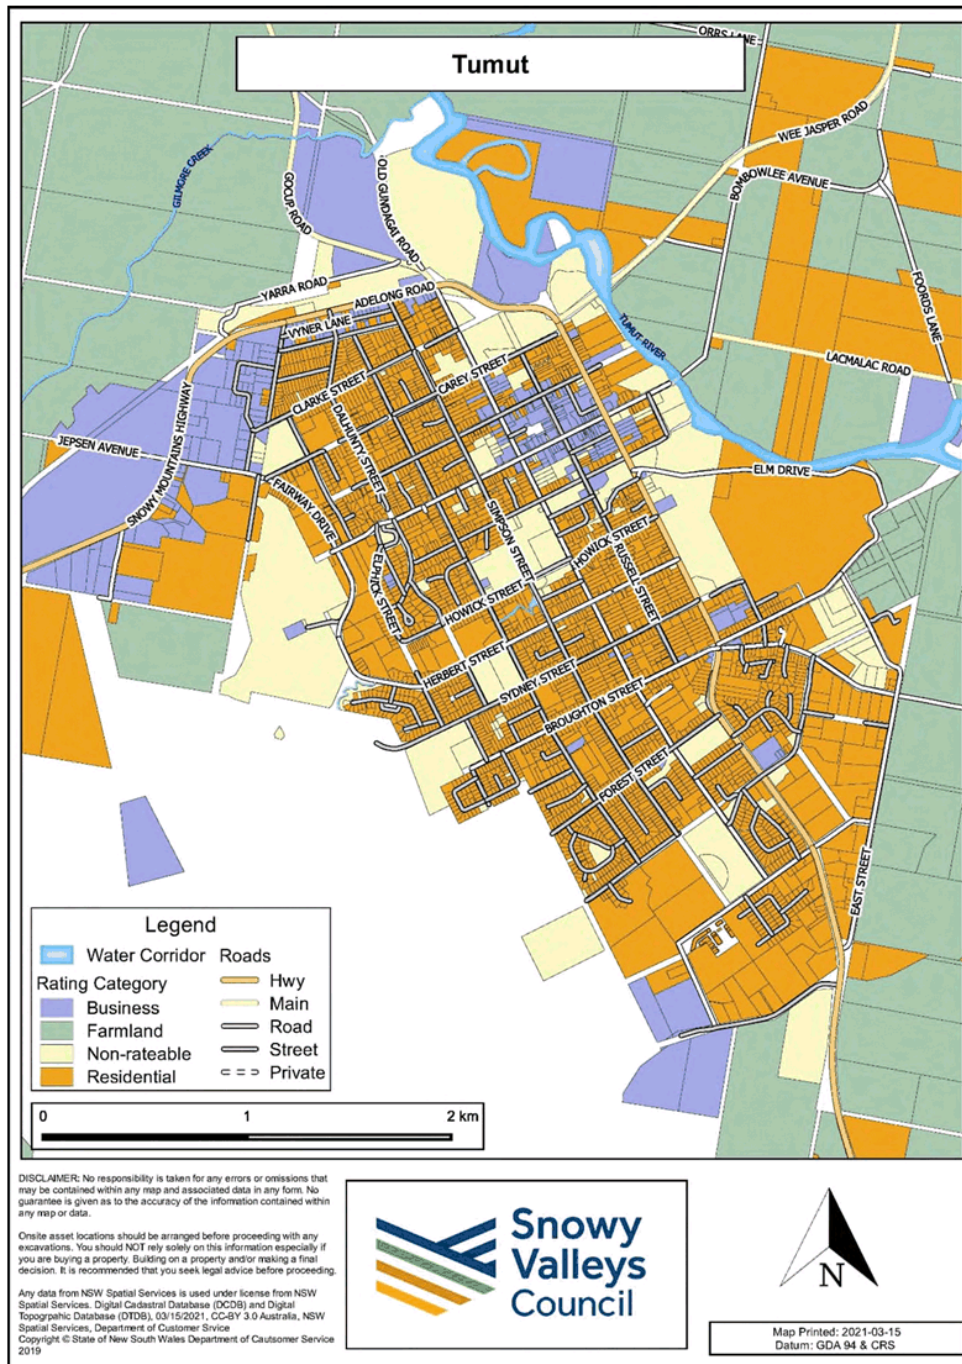 Tumut
ORRS LANE
WEE JASPER ROAD
BOMBOWLEE AVENUE
GILMORE CREEK
GOCUP ROAD
OLD GUNDAGAI ROAD
FOORDS LANE
YARRA ROAD
ADELONG ROAD
VYNER LANE
TUMUT RIVER
LACMALAC ROAD
CAREY STREET
CLARKE STREET
SNOWY MOUNTAINS HIGHWAY
DALHUNTY STREET
JEPSEN AVENUE
ELM DRIVE
FAIRWAY DRIVE
SIMPSON STREET
HOWICK STREET
RUSSELL STREET
ELPHICK STREET
HOWICK STREET
HERBERT STREET
SYDNEY STREET
BROUGHTON STREET
FOREST STREET
EAST STREET
Legend
Water Corridor
Rating Category
Business
Farmland
Non-rateable
Residential
Roads
Hwy
Main
Road
Street
Private
0 1 2 km
DISCLAIMER: No responsibility is taken for any errors or omissions that
may be contained within any map and associated data in any form. No
guarantee is given as to the accuracy of the information contained within
any map or data.
Onsite asset locations should be arranged before proceeding with any
excavations. You should NOT rely solely on this information especially if
you are buying a property. Building on a property and/or making a final
decision. It is recommended that you seek legal advice before proceeding.
Any data from NSW Spatial Services is used under license from NSW
Spatial Services. Digital Cadastral Database (DCDB) and Digital
Topogrpahic Database (DTDB), 03/15/2021, CC-BY 3.0 Australia, NSW
Spatial Services, Department of Customer Srvice
Copyright © State of New South Wales Department of Cautsomer Service
2019
Snowy
Valleys
Council
N
Map Printed: 2021-03-15
Datum: GDA 94 & CRS